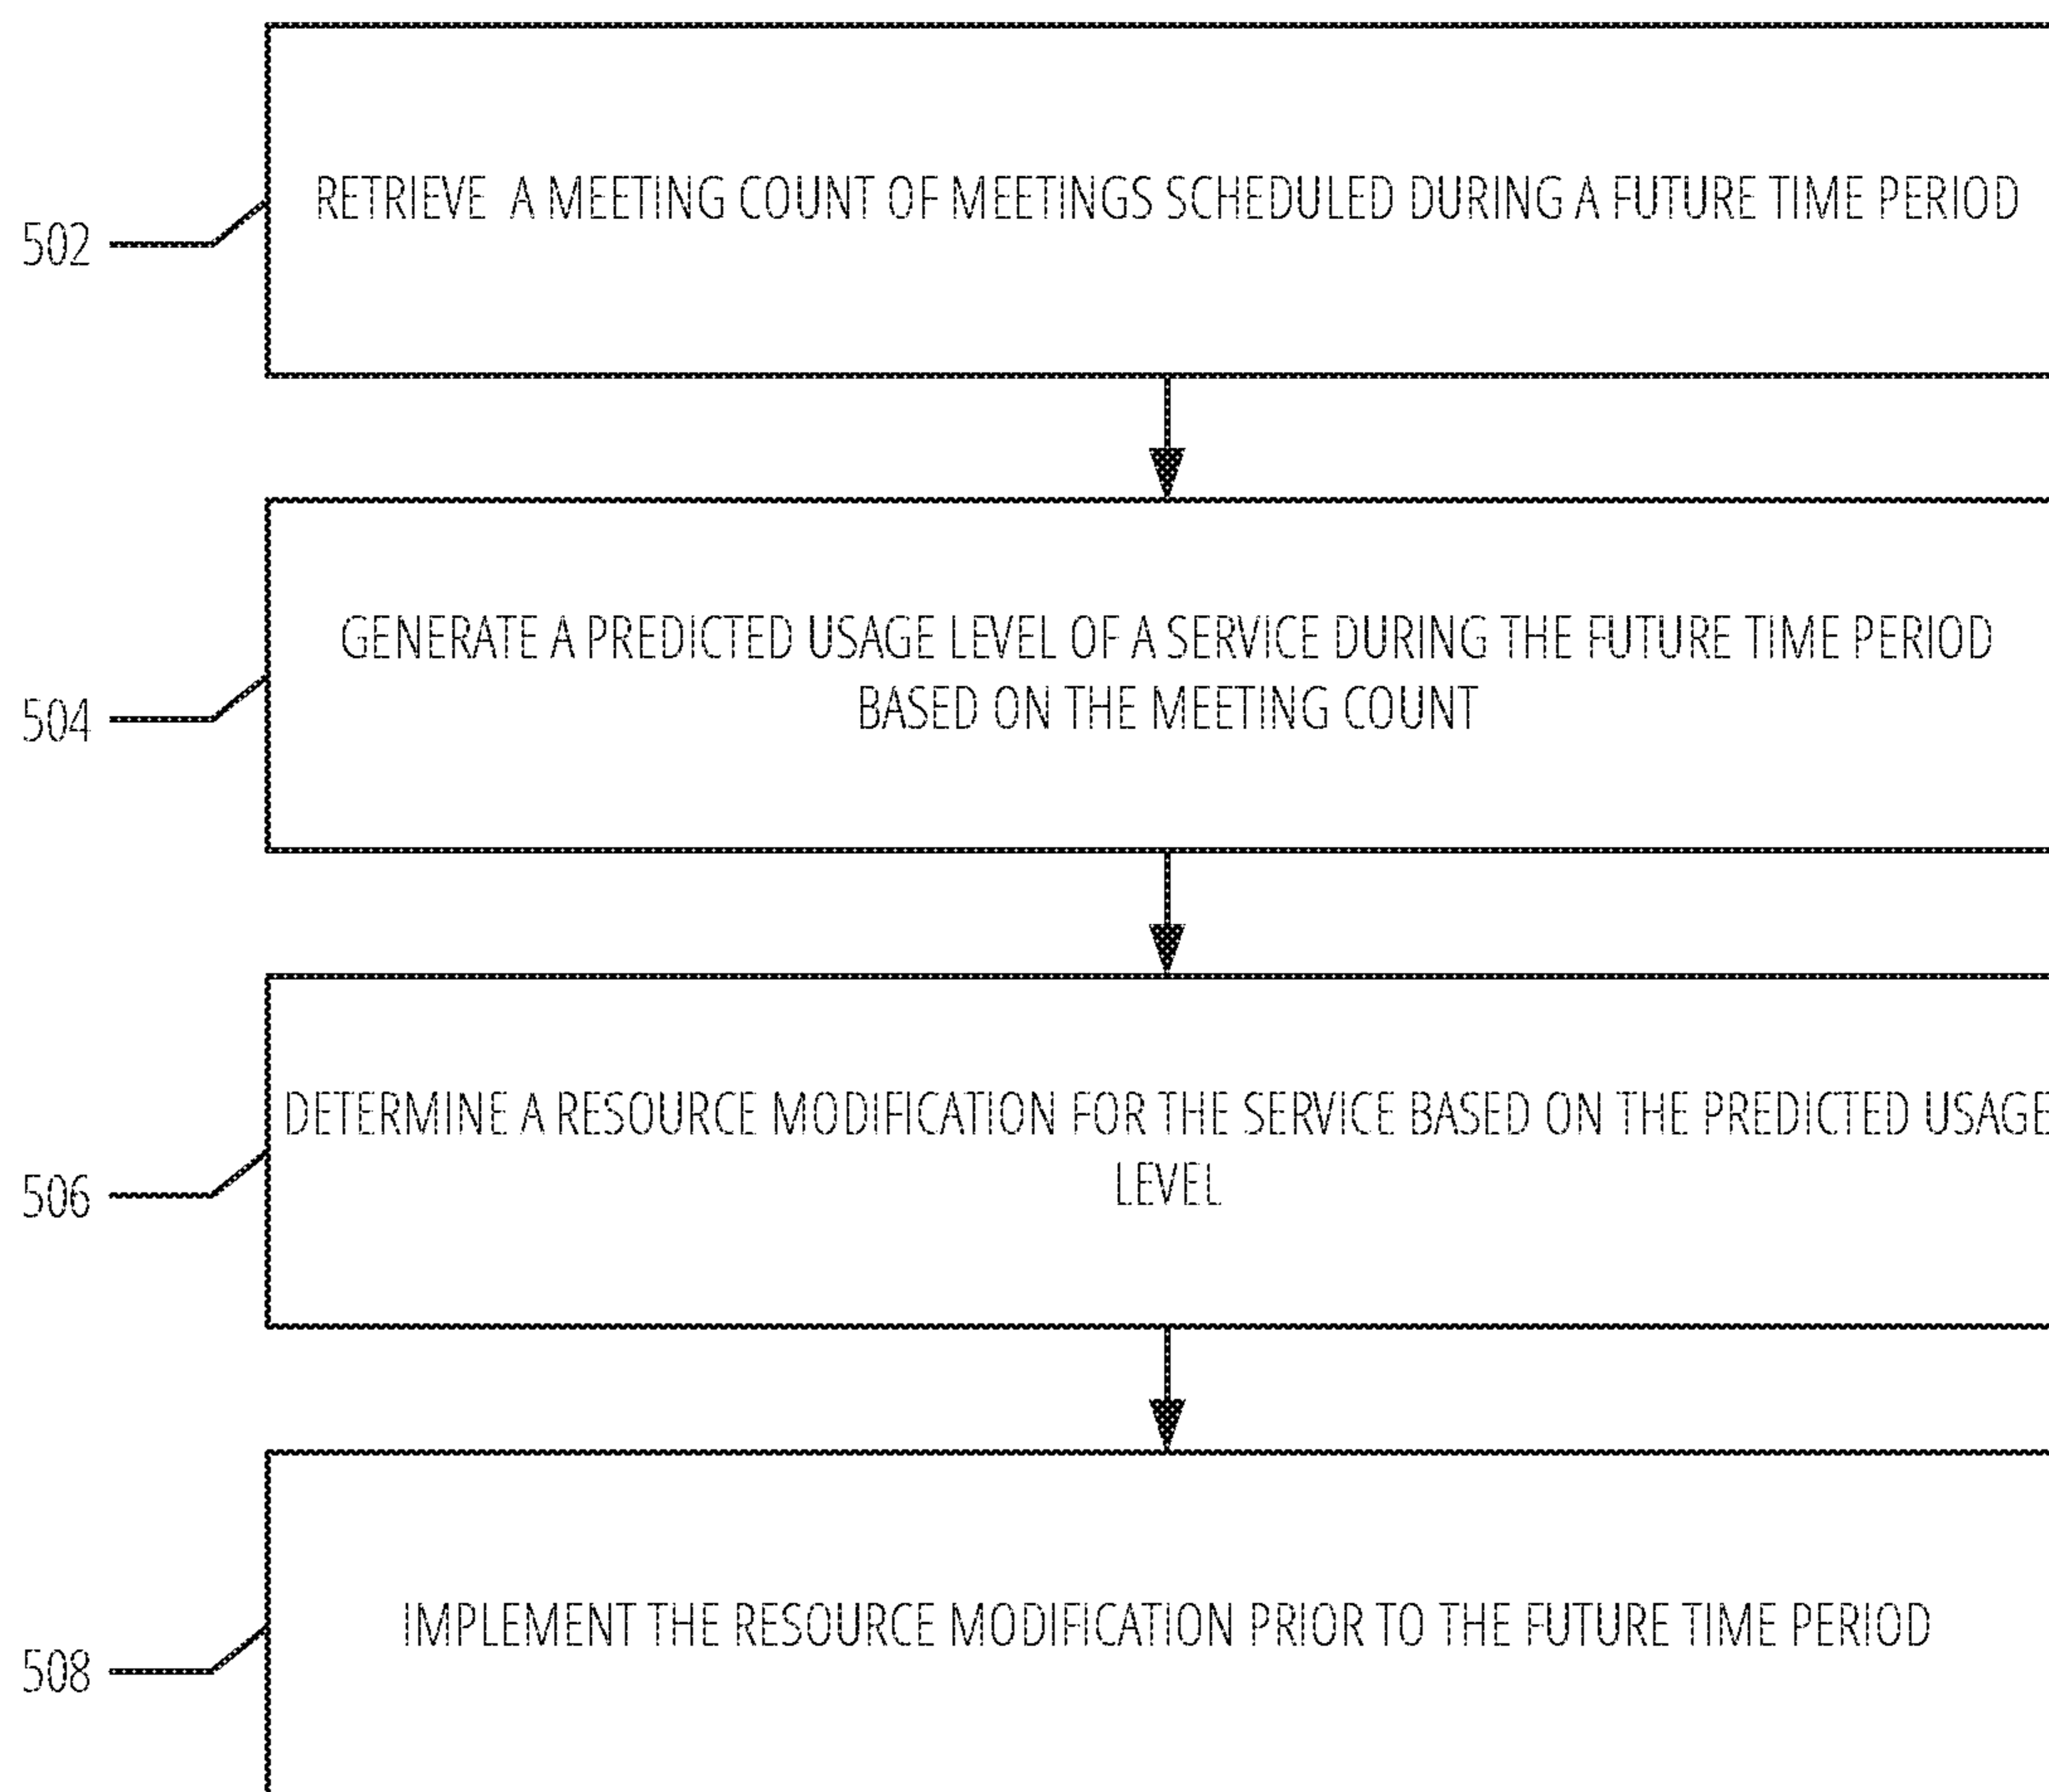 RETRIEVE A MEETING COUNT OF MEETINGS SCHEDULED DURING A FUTURE TIME PERIOD
502
GENERATE A PREDICTED USAGE LEVEL OF A SERVICE DURING THE FUTURE TIME PERIOD
BASED ON THE MEETING COUNT
504
DETERMINE A RESOURCE MODIFICATION FOR THE SERVICE BASED ON THE PREDICTED USAGE
LEVEL
506
IMPLEMENT THE RESOURCE MODIFICATION PRIOR TO THE FUTURE TIME PERIOD
508